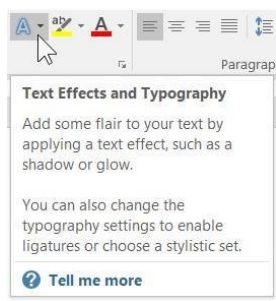 A aby A
Paragrap
Text Effects and Typography
Add some flair to your text by
applying a text effect, such as a
shadow or glow.
You can also change the
typography settings to enable
ligatures or choose a stylistic set.
? Tell me more